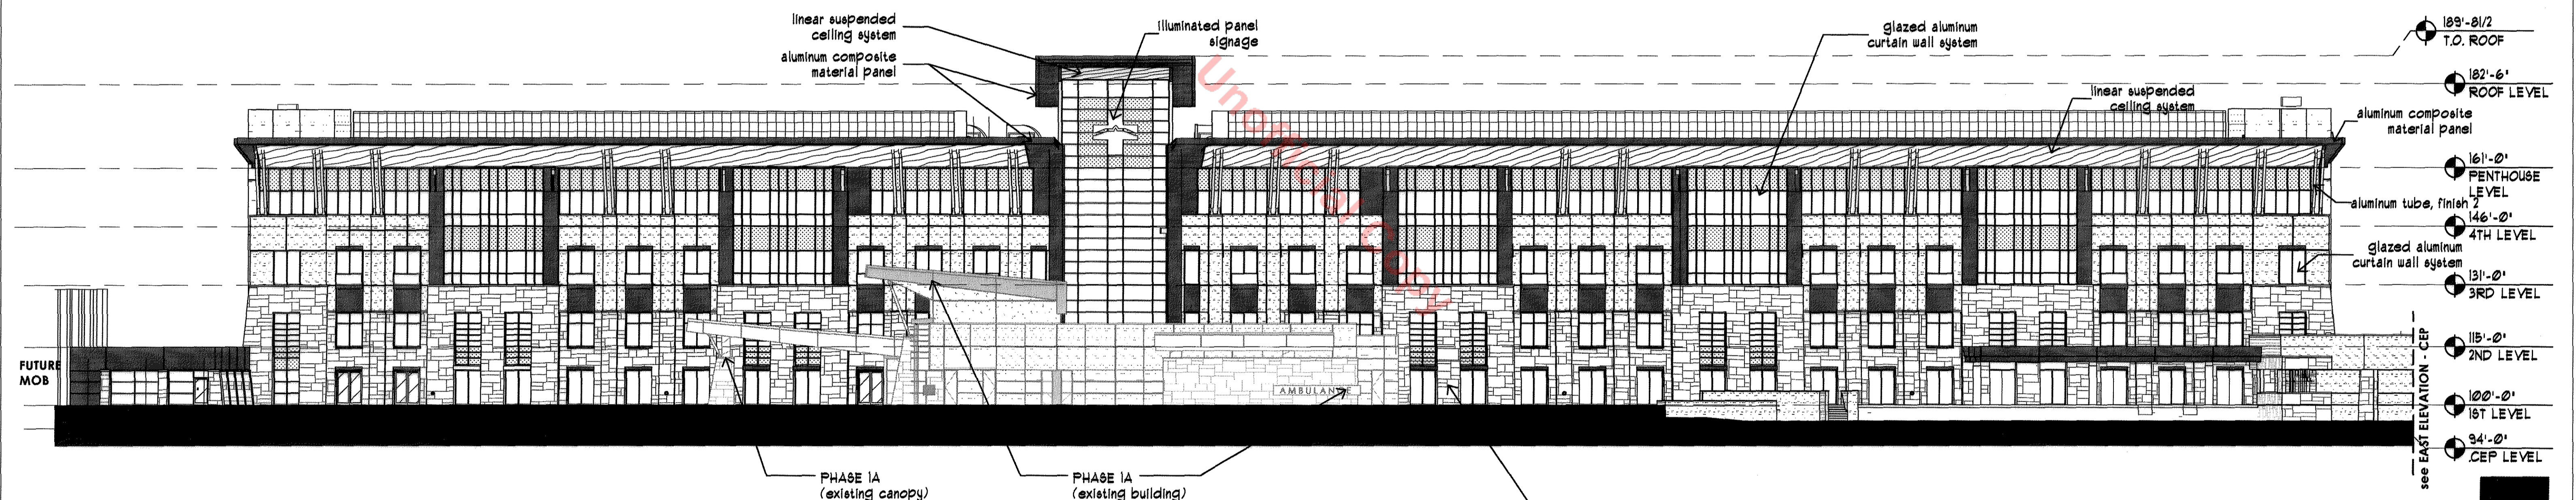 linear suspended
ceiling system
aluminum composite
material panel
illuminated panel
signage
glazed aluminum
curtain wall system
linear suspended
ceiling system
aluminum composite
material panel
189'-81/2
T.O. ROOF
182'-6"
ROOF LEVEL
161'-0"
PENTHOUSE
LEVEL
aluminum tube, finish 2
146'-0"
4TH LEVEL
glazed aluminum
curtain wall system
131'-0"
3RD LEVEL
115'-0"
2ND LEVEL
100'-0"
1ST LEVEL
94'-0"
CEP LEVEL
see EAST ELEVATION - CEP
FUTURE
MOB
AMBULANCE
PHASE 1A
(existing canopy)
PHASE 1A
(existing building)
Unofficial Copy